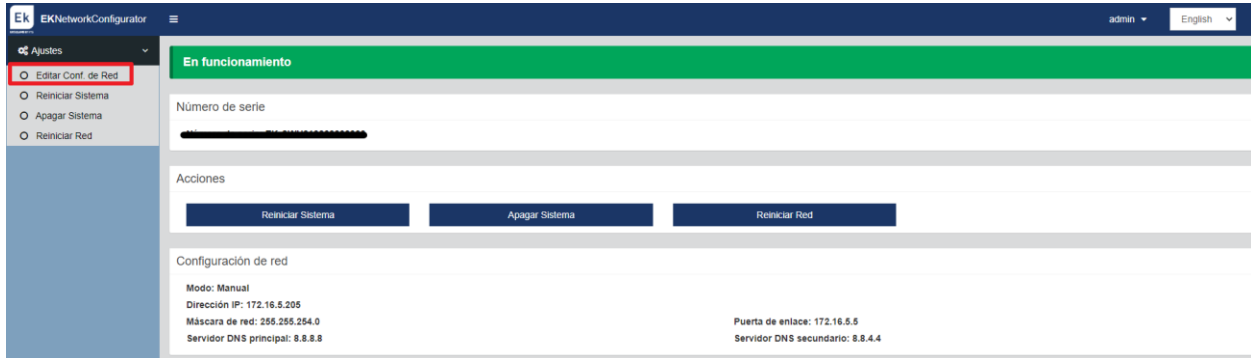 Ek EKNetworkConfigurator admin English
Ajustes
En funcionamiento
Editar Conf. de Red
Reiniciar Sistema
Número de serie
Apagar Sistema
Reiniciar Red
Acciones
Reiniciar Sistema Apagar Sistema Reiniciar Red
Configuración de red
Modo: Manual
Dirección IP: 172.16.5.205
Máscara de red: 255.255.254.0 Puerta de enlace: 172.16.5.5
Servidor DNS principal: 8.8.8.8 Servidor DNS secundario: 8.8.4.4